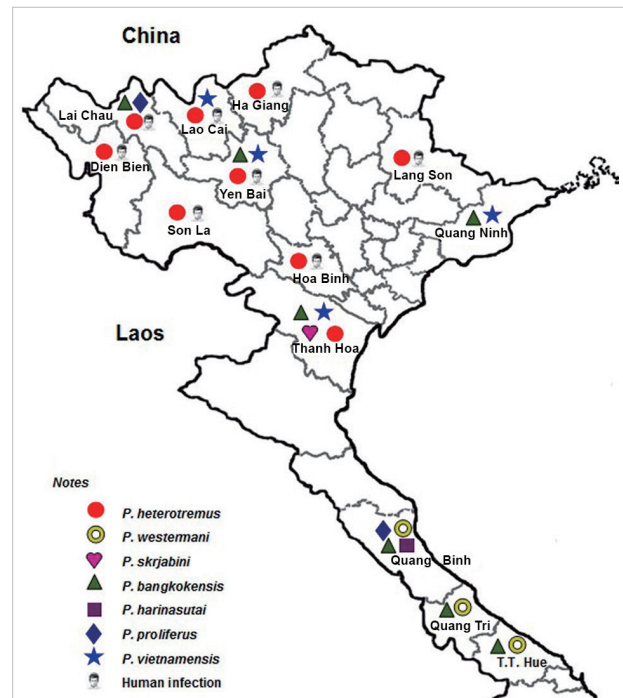 China
Ha Giang
Lai Chau
Lao Cai
Dien Bien
Lang Son
Yen Bai
Son La
Quang Ninh
Hoa Binh
Laos
Thanh Hoa
Notes
P. heterotremus
P. westermani
P. skrjabini
P. bangkokensis
P. harinasutai
P. proliferus
P. vietnamensis
Human infection
Quang Binh
Quang Tri
T.T. Hue